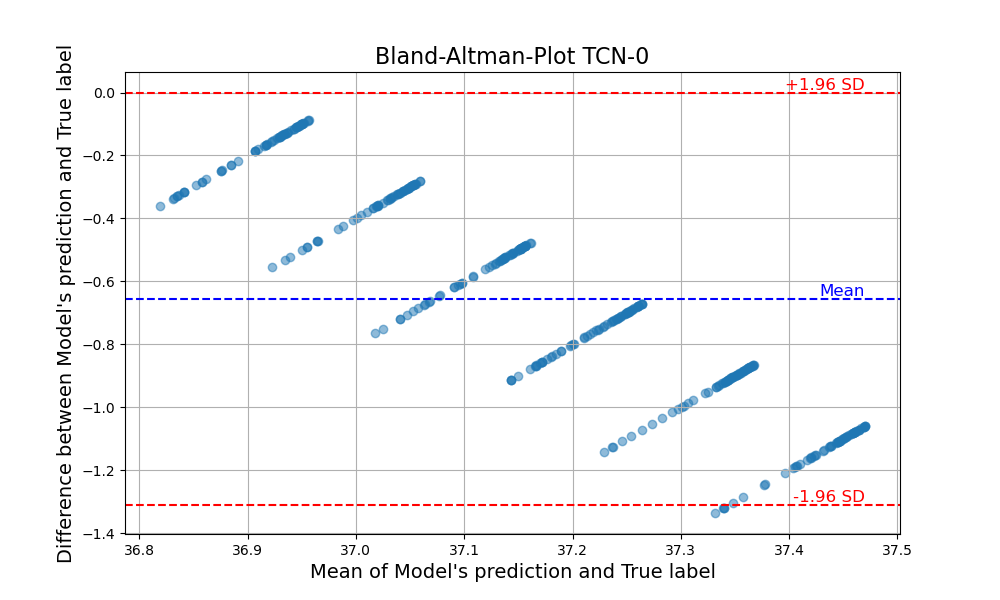 Bland-Altman-Plot TCN-0
Difference between Model's prediction and True label
0.0
−0.2
−0.4
−0.6
−0.8
−1.0
−1.2
−1.4
+1.96 SD
Mean
-1.96 SD
36.8
36.9
37.0
37.1
37.2
37.3
37.4
37.5
Mean of Model's prediction and True label